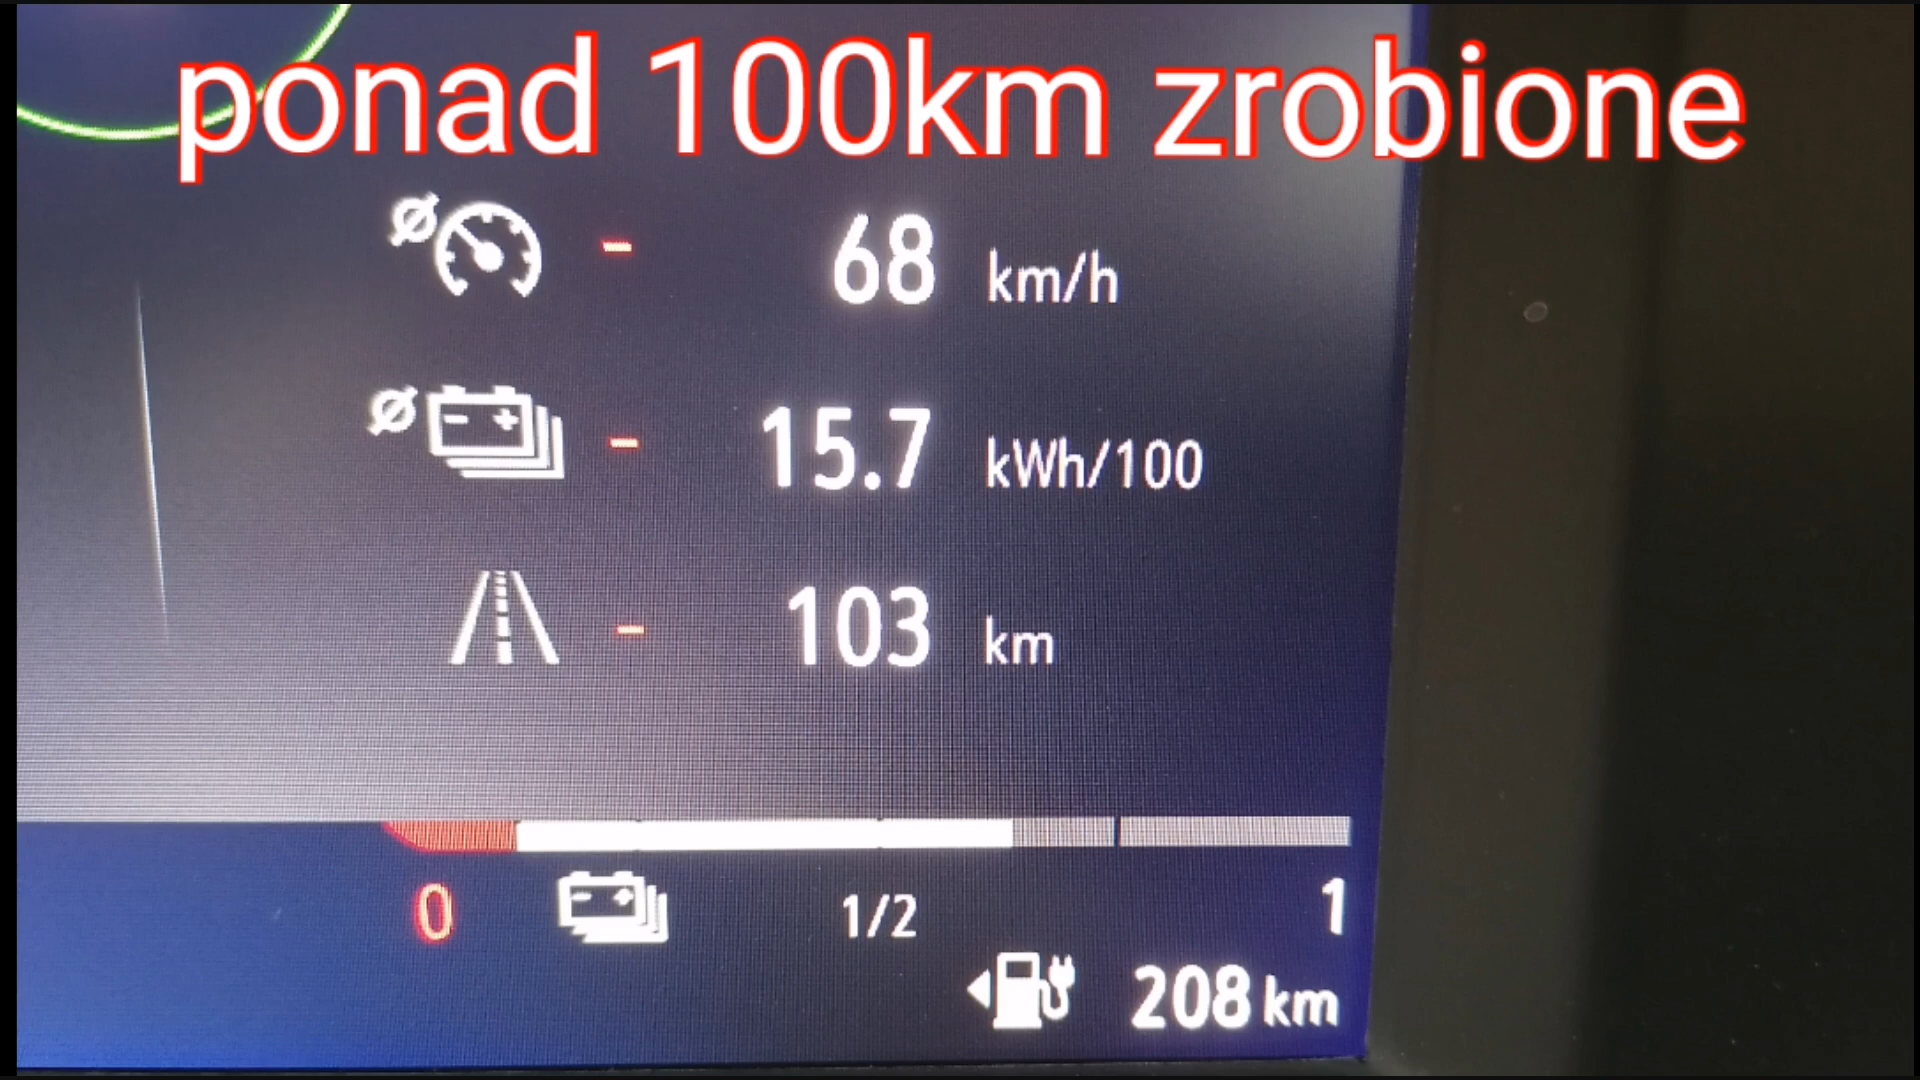 ponad 100km zrobione
Ø - 68 km/h
Ø - 15.7 kWh/100
- 103 km
0 1/2 1
208 km